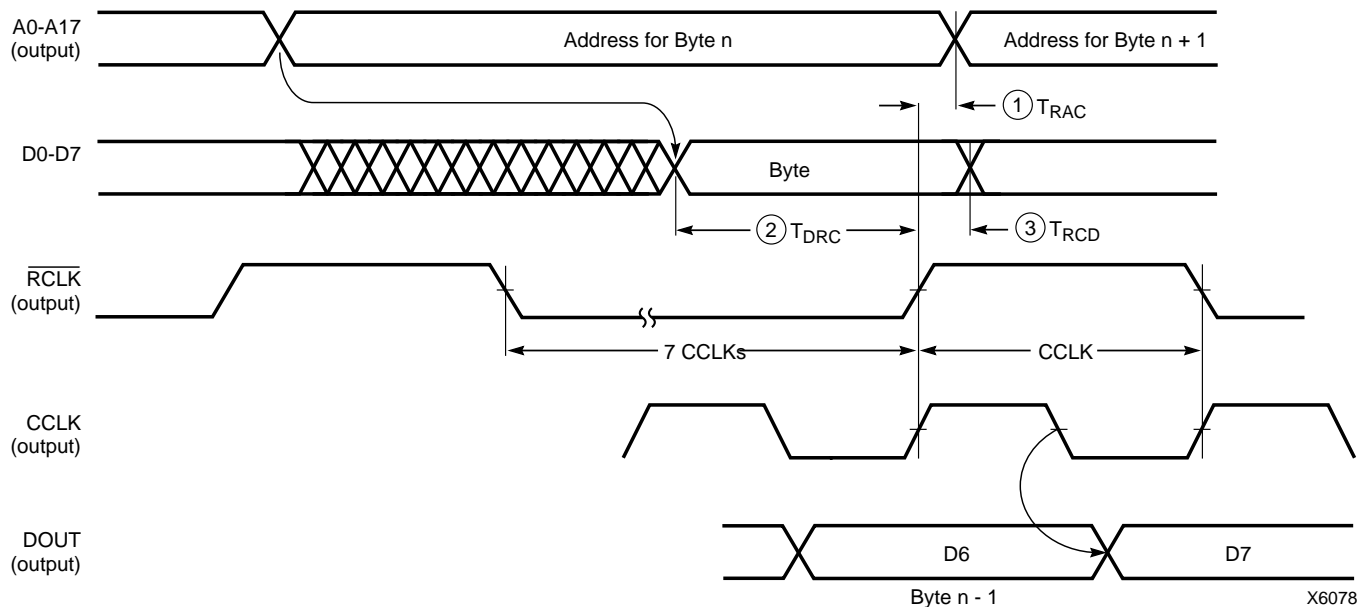 A0-A17
(output)
Address for Byte n
Address for Byte n + 1
1 TRAC
D0-D7
Byte
2 TDRC
3 TRCD
RCLK
(output)
7 CCLKs
CCLK
CCLK
(output)
DOUT
(output)
D6
D7
Byte n - 1
X6078